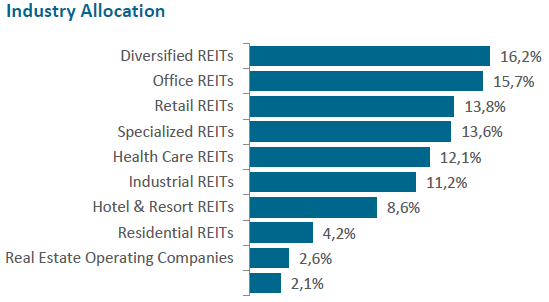 Industry Allocation
Diversified REITs 16,2%
Office REITs 15,7%
Retail REITs 13,8%
Specialized REITs 13,6%
Health Care REITs 12,1%
Industrial REITs 11,2%
Hotel & Resort REITs 8,6%
Residential REITs 4,2%
Real Estate Operating Companies 2,6%
2,1%